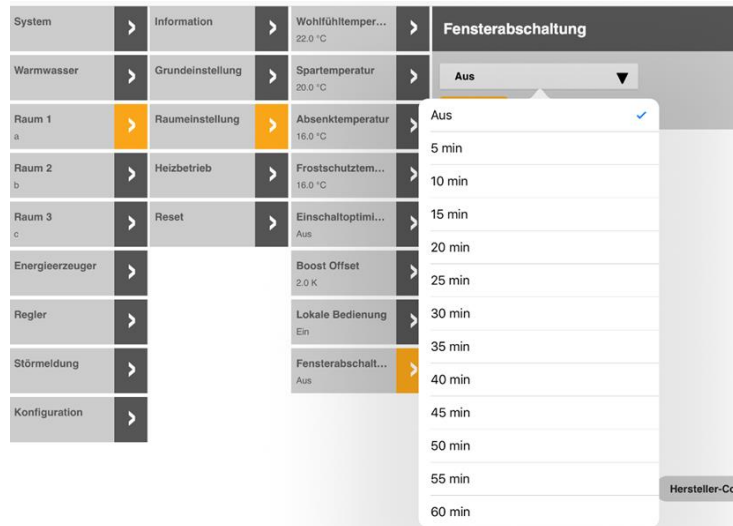 System
Warmwasser
Raum 1
a
Raum 2
b
Raum 3
c
Energieerzeuger
Regler
Störmeldung
Konfiguration
Information
Grundeinstellung
Raumeinstellung
Heizbetrieb
Reset
Wohlfühltemper...
22.0 °C
Spartemperatur
20.0 °C
Absenktemperatur
16.0 °C
Frostschutztem...
16.0 °C
Einschaltoptimi...
Aus
Boost Offset
2.0 K
Lokale Bedienung
Ein
Fensterabschalt...
Aus
Fensterabschaltung
Aus
Aus
5 min
10 min
15 min
20 min
25 min
30 min
35 min
40 min
45 min
50 min
55 min
60 min
Hersteller-Co